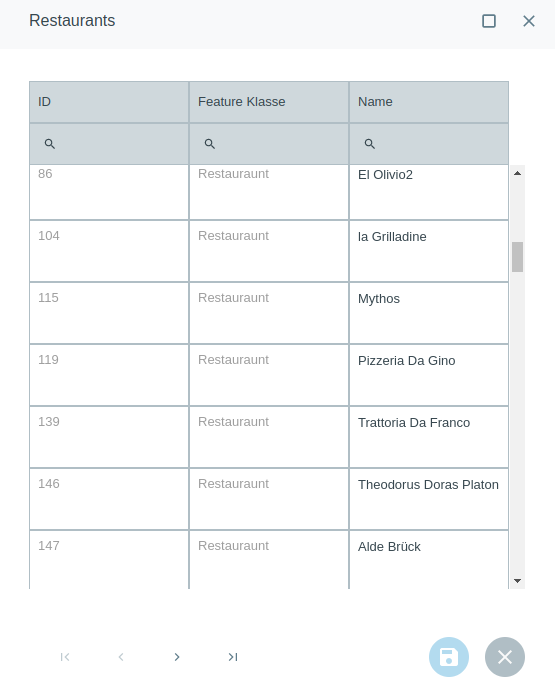 Restaurants
ID Feature Klasse Name
86 Restauraunt El Olivio2
104 Restauraunt la Grilladine
115 Restauraunt Mythos
119 Restauraunt Pizzeria Da Gino
139 Restauraunt Trattoria Da Franco
146 Restauraunt Theodorus Doras Platon
147 Restauraunt Alde Brück